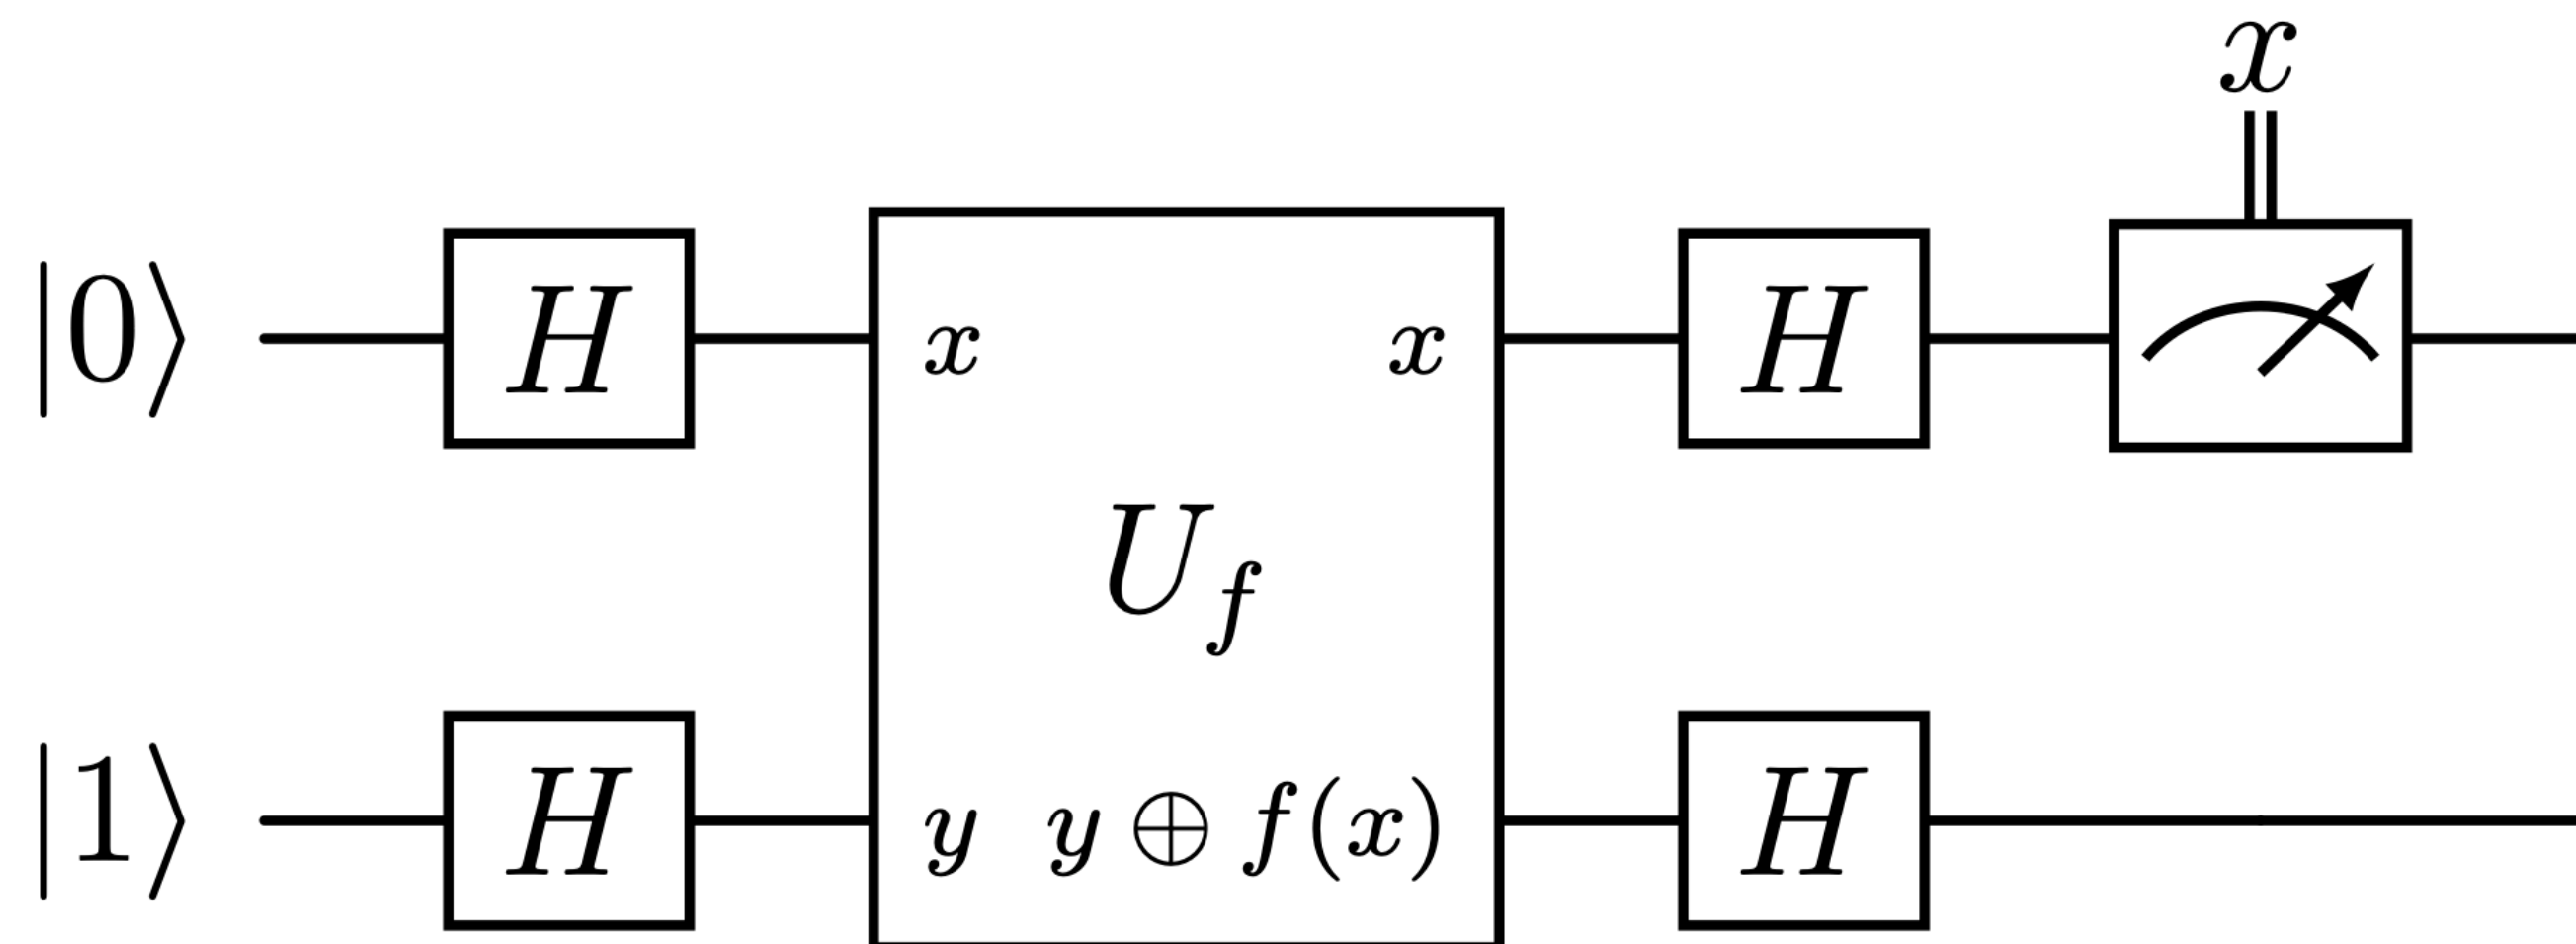 x
|0⟩ H x x H
U_f
|1⟩ H y y ⊕ f(x) H